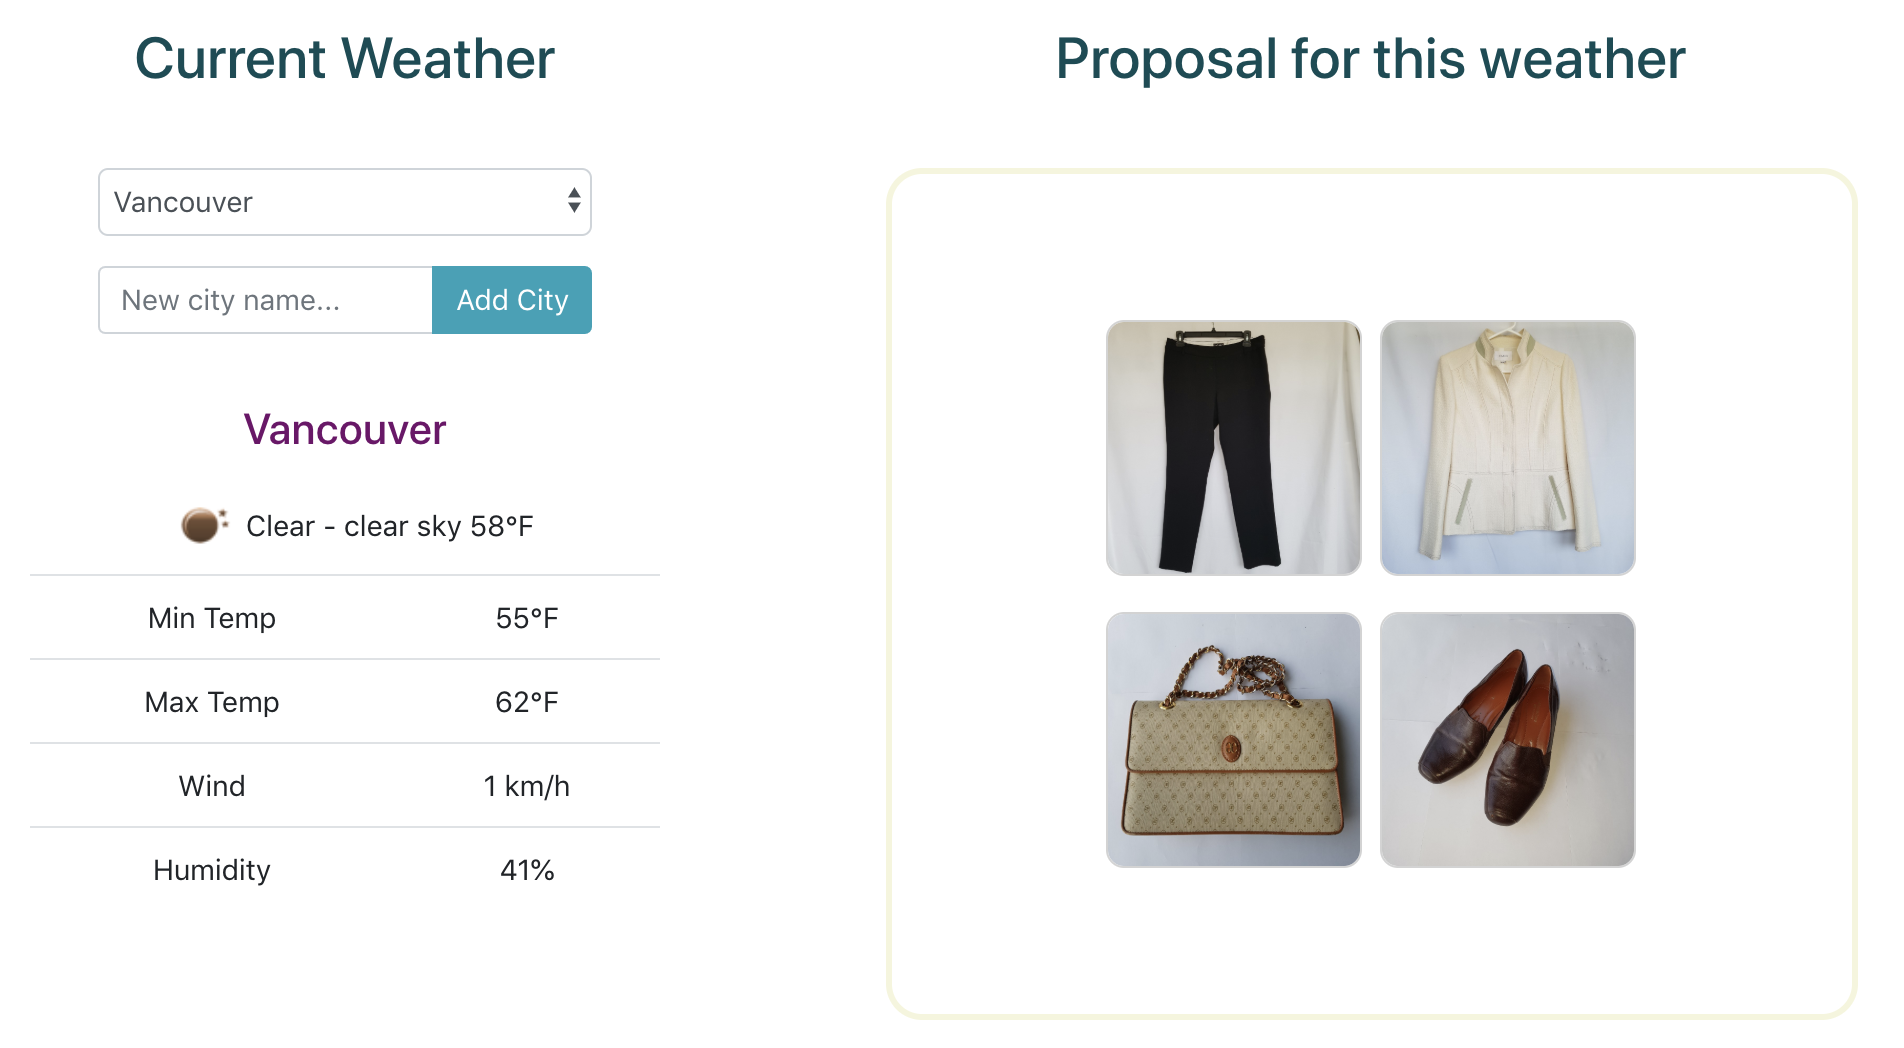 Current Weather
Vancouver
New city name...
Add City
Vancouver
Clear - clear sky 58°F
Min Temp 55°F
Max Temp 62°F
Wind 1 km/h
Humidity 41%
Proposal for this weather